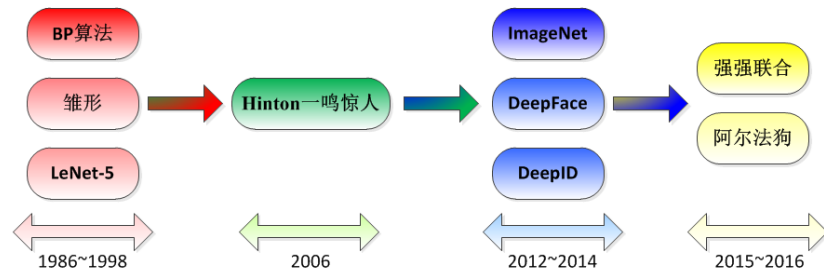 BP算法
雏形
LeNet-5
1986~1998
Hinton一鸣惊人
2006
ImageNet
DeepFace
DeepID
2012~2014
强强联合
阿尔法狗
2015~2016